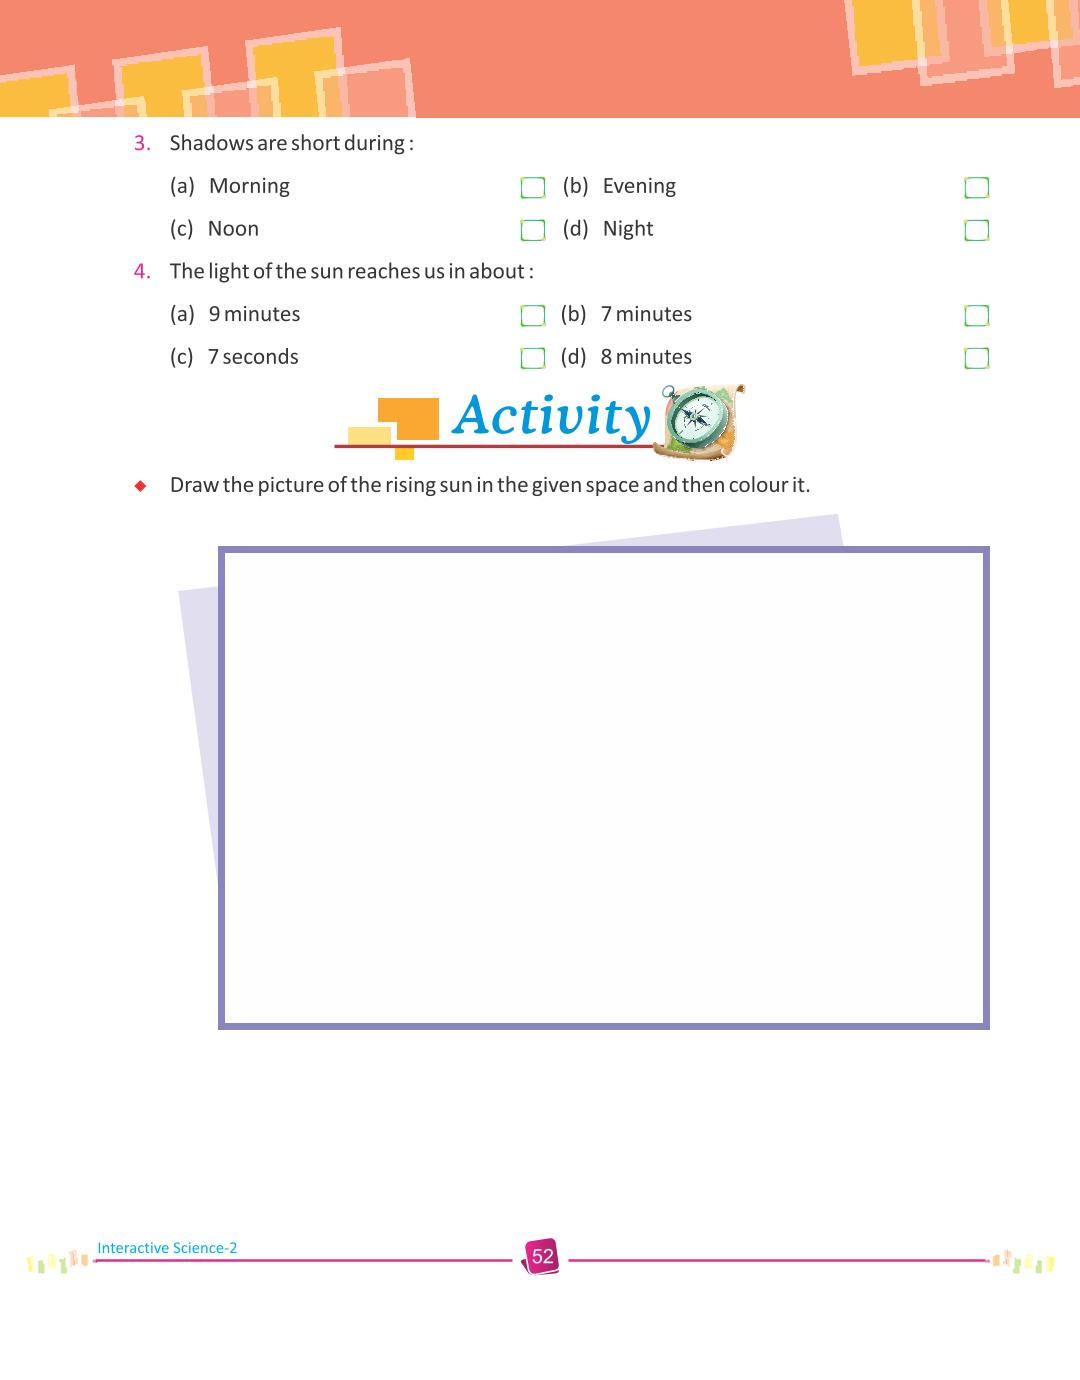 3. Shadows are short during :
(a) Morning (b) Evening
(c) Noon (d) Night
4. The light of the sun reaches us in about :
(a) 9 minutes (b) 7 minutes
(c) 7 seconds (d) 8 minutes
Activity
◆ Draw the picture of the rising sun in the given space and then colour it.
Interactive Science-2
52